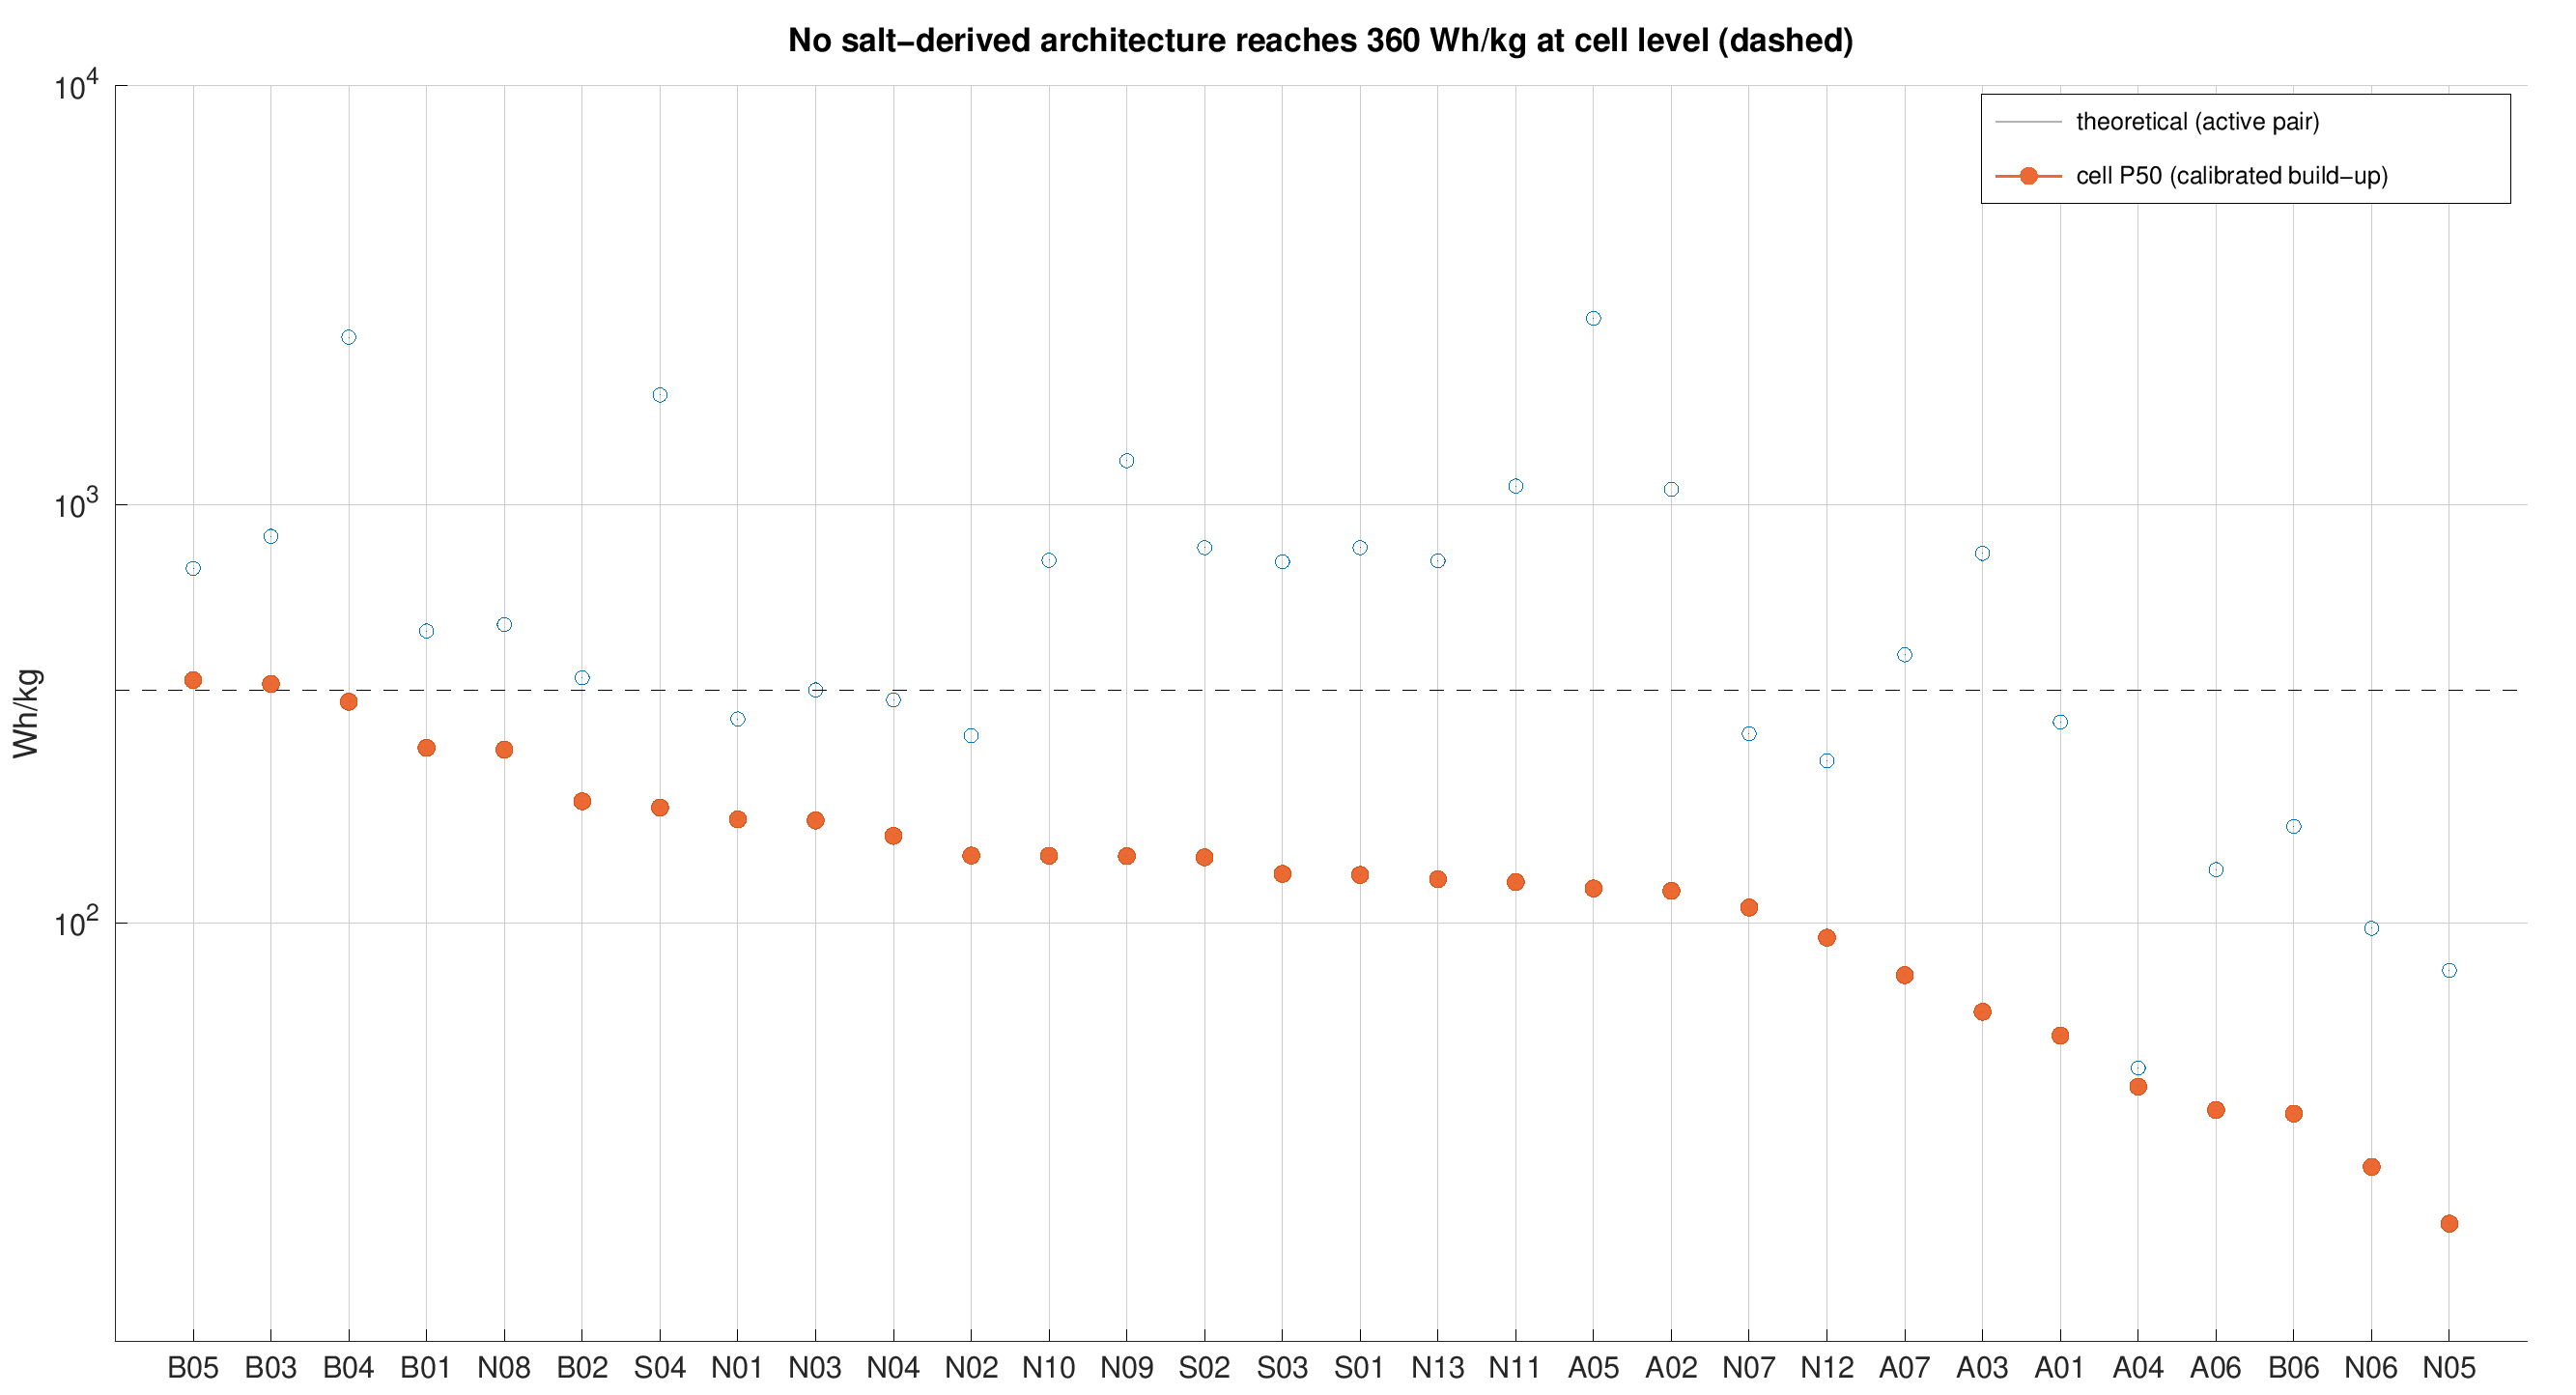 No salt−derived architecture reaches 360 Wh/kg at cell level (dashed)
10^4
theoretical (active pair)
cell P50 (calibrated build−up)
10^3
Wh/kg
10^2
B05 B03 B04 B01 N08 B02 S04 N01 N03 N04 N02 N10 N09 S02 S03 S01 N13 N11 A05 A02 N07 N12 A07 A03 A01 A04 A06 B06 N06 N05